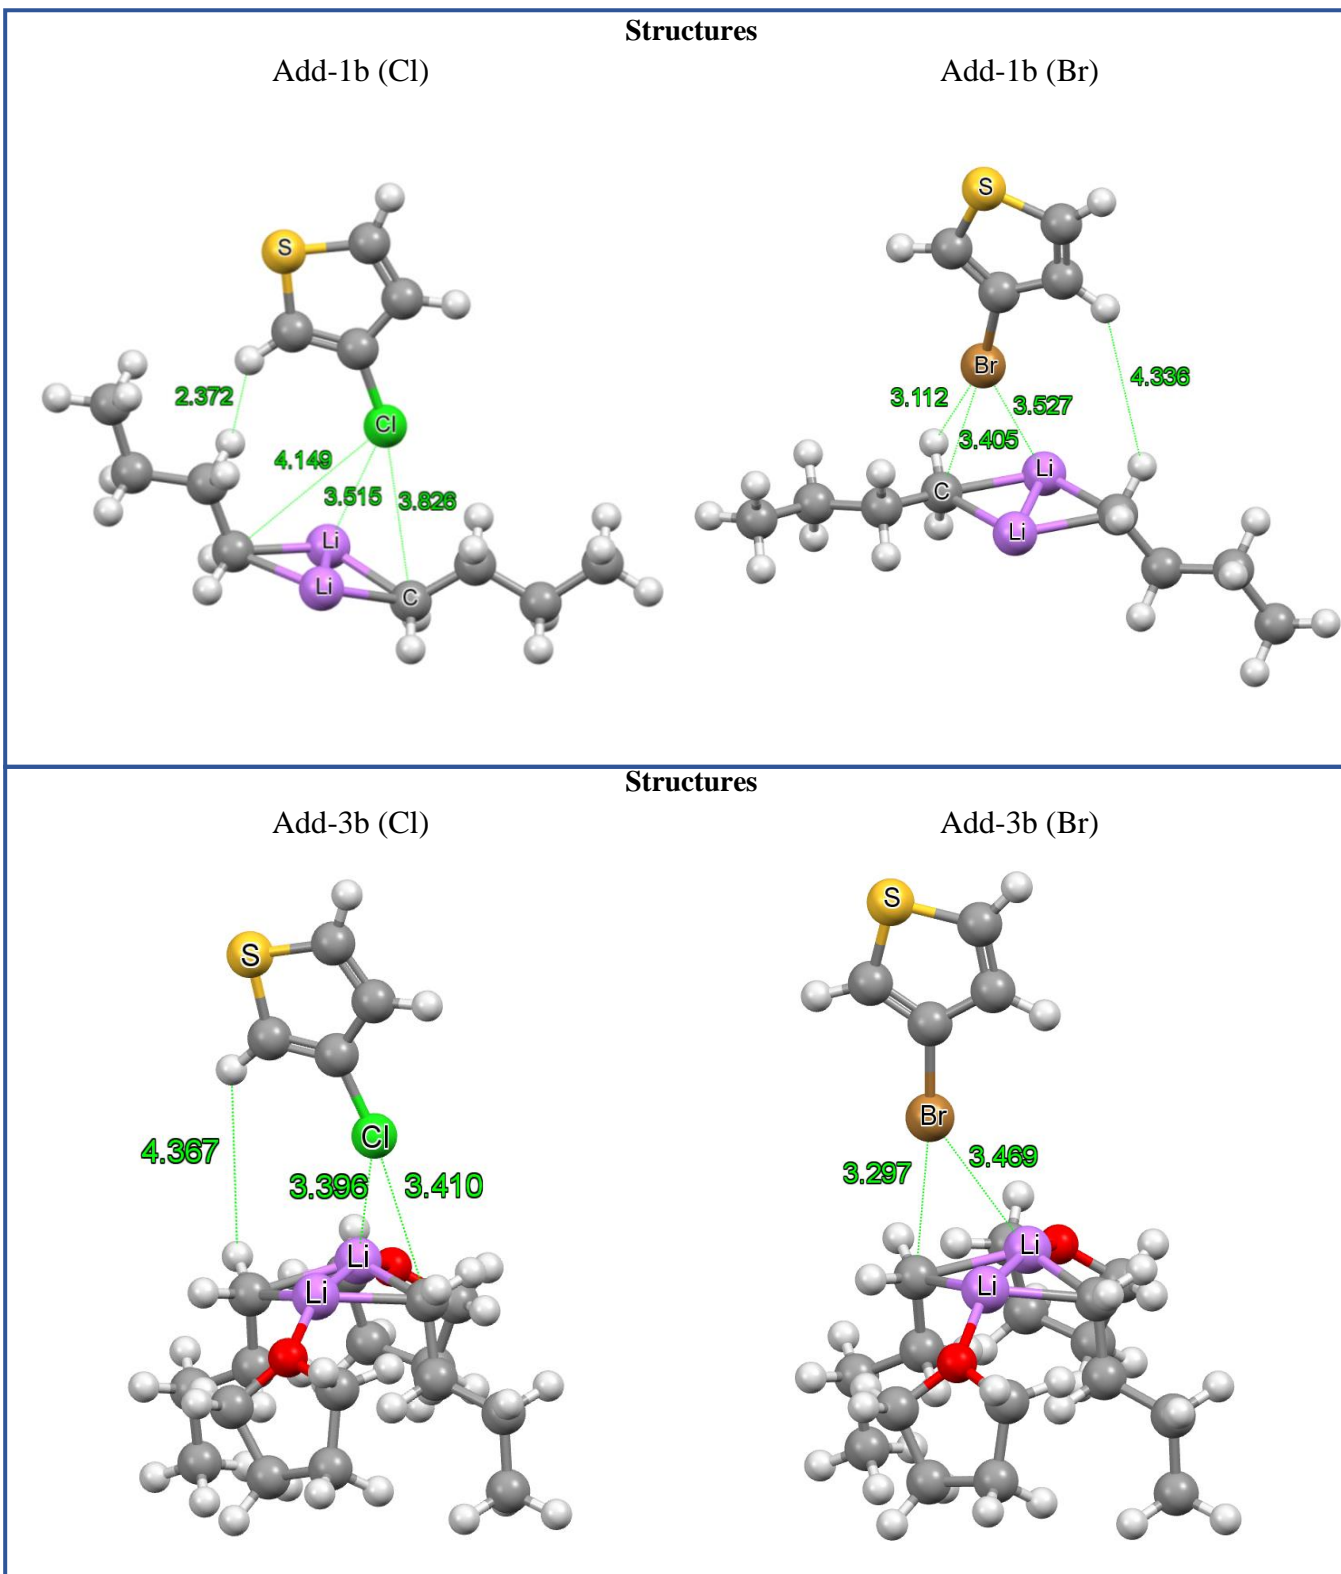 Structures
Add-1b (Cl)
Add-1b (Br)
S
S
2.372
Cl
4.149
3.515
3.826
Li
Li
C
Br
3.112
3.527
4.336
3.405
C
Li
Li
Structures
Add-3b (Cl)
Add-3b (Br)
S
S
4.367
Cl
3.396
3.410
Li
Li
Br
3.297
3.469
Li
Li